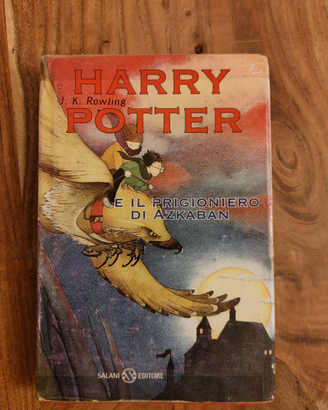 HARRY
J. K. Rowling
POTTER
E IL PRIGIONIERO
DI AZKABAN
SALANI EDITORE